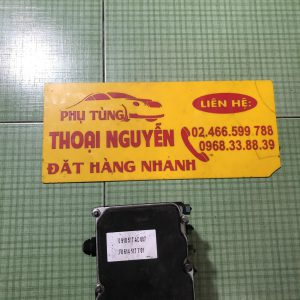 PHỤ TÙNG
THOẠI NGUYỄN
ĐẶT HÀNG NHANH
LIÊN HỆ:
02.466.599 788
0968.33.88.39